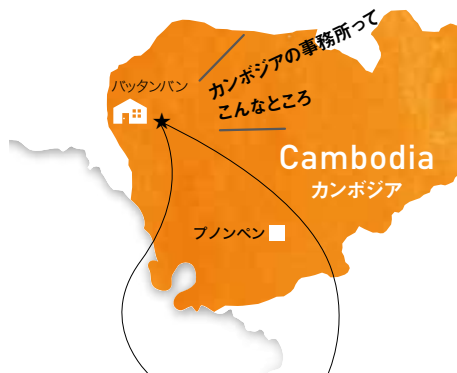 カンボジアの事務所って
こんなところ
バッタンバン
Cambodia
カンボジア
プノンペン